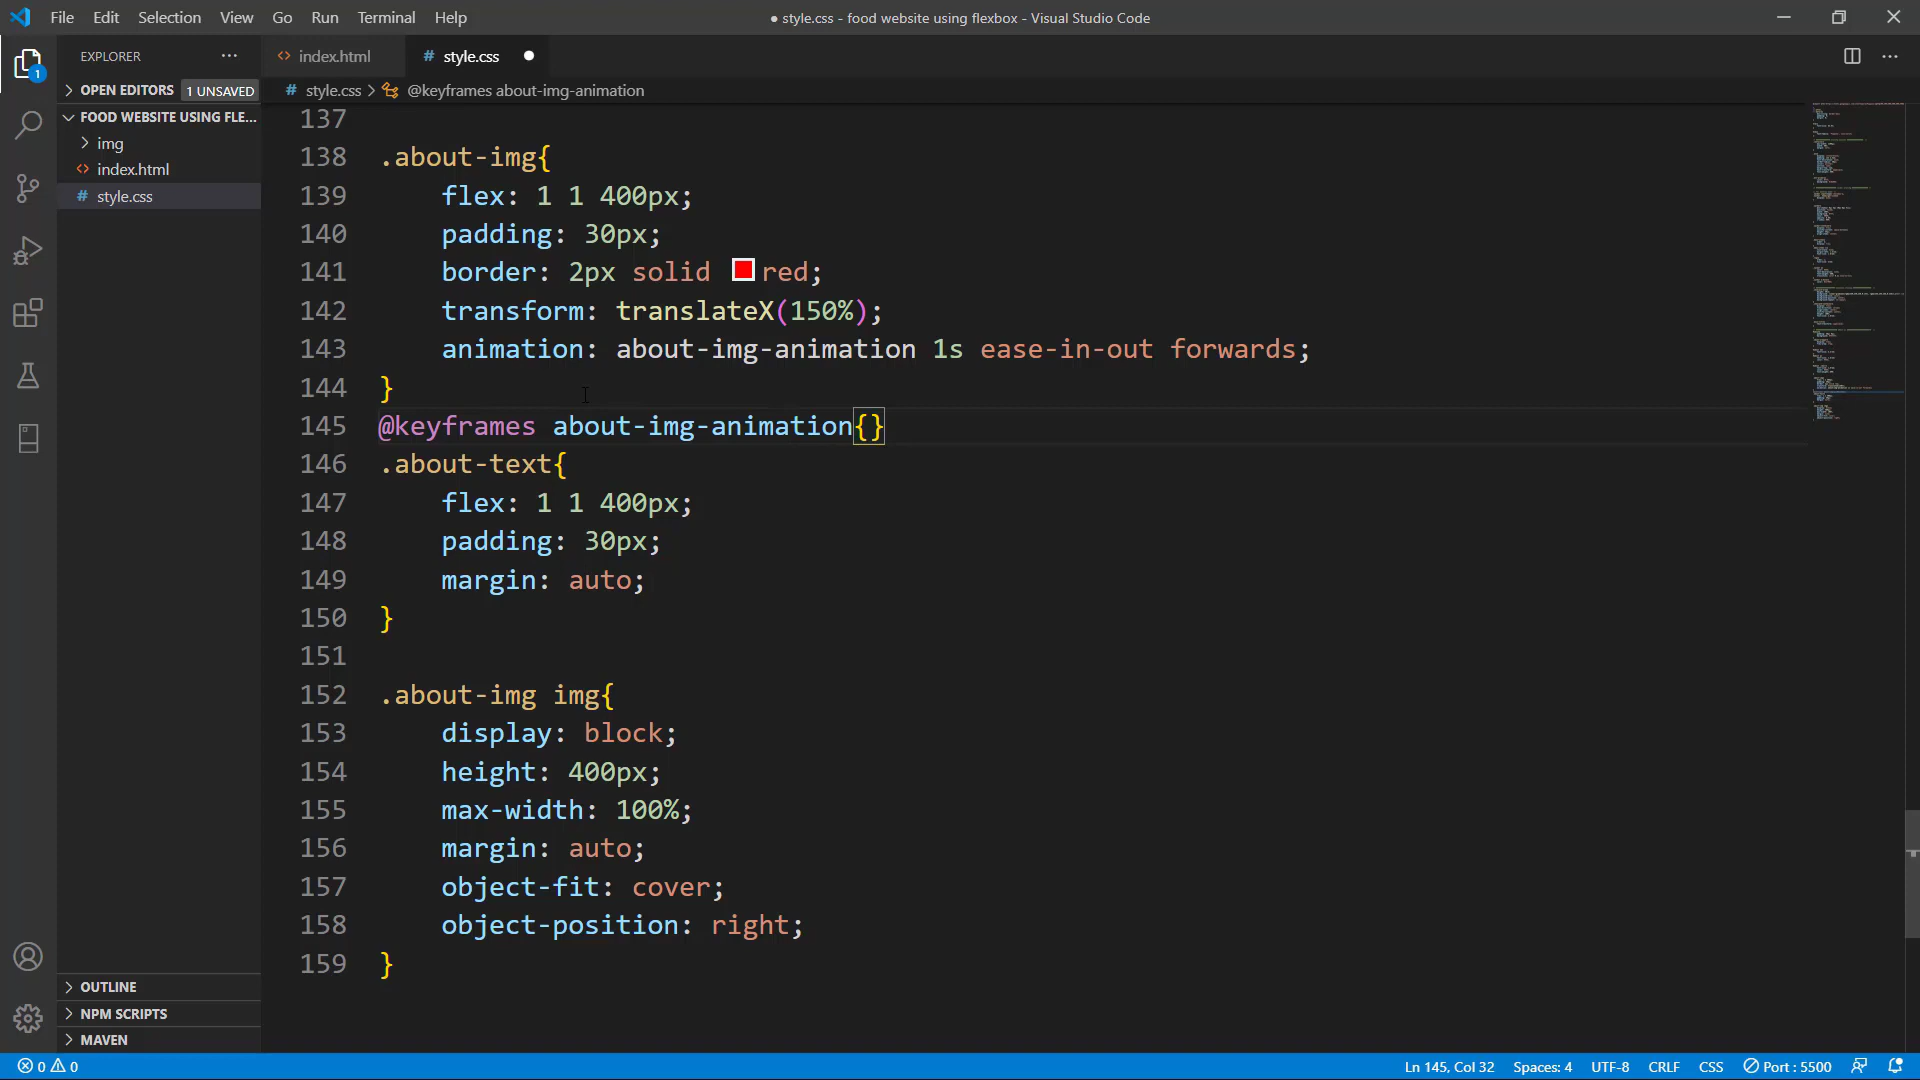 File Edit Selection View Go Run Terminal Help
● style.css - food website using flexbox - Visual Studio Code
EXPLORER ···
index.html
# style.css ●
OPEN EDITORS 1 UNSAVED
# style.css > @keyframes about-img-animation
FOOD WEBSITE USING FLE...
img
index.html
# style.css
1
137
138 .about-img{
139 flex: 1 1 400px;
140 padding: 30px;
141 border: 2px solid red;
142 transform: translateX(150%);
143 animation: about-img-animation 1s ease-in-out forwards;
144 }
145 @keyframes about-img-animation{}
146 .about-text{
147 flex: 1 1 400px;
148 padding: 30px;
149 margin: auto;
150 }
151
152 .about-img img{
153 display: block;
154 height: 400px;
155 max-width: 100%;
156 margin: auto;
157 object-fit: cover;
158 object-position: right;
159 }
OUTLINE
NPM SCRIPTS
MAVEN
0 0
Ln 145, Col 32 Spaces: 4 UTF-8 CRLF CSS Port : 5500